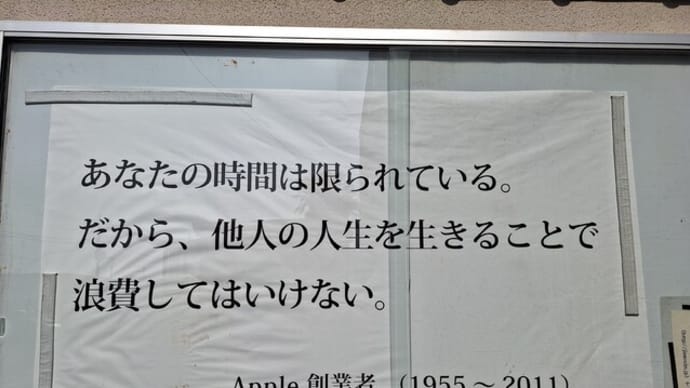 あなたの時間は限られている。
だから、他人の人生を生きることで
浪費してはいけない。
Apple 創業者 （1955 ～ 2011）